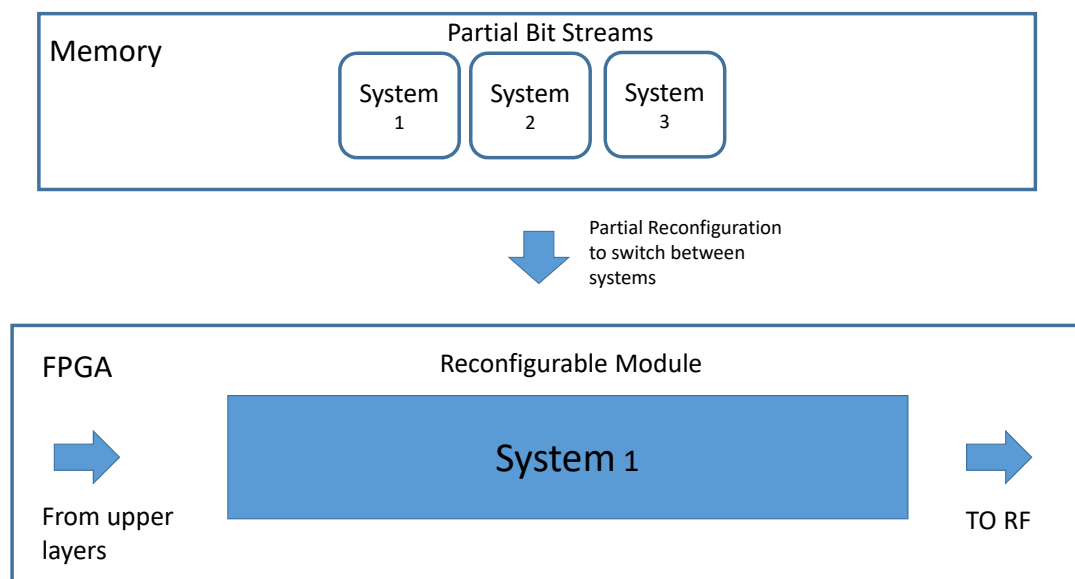 Memory
Partial Bit Streams
System
1
System
2
System
3
Partial Reconfiguration
to switch between
systems
FPGA
Reconfigurable Module
System 1
From upper
layers
TO RF